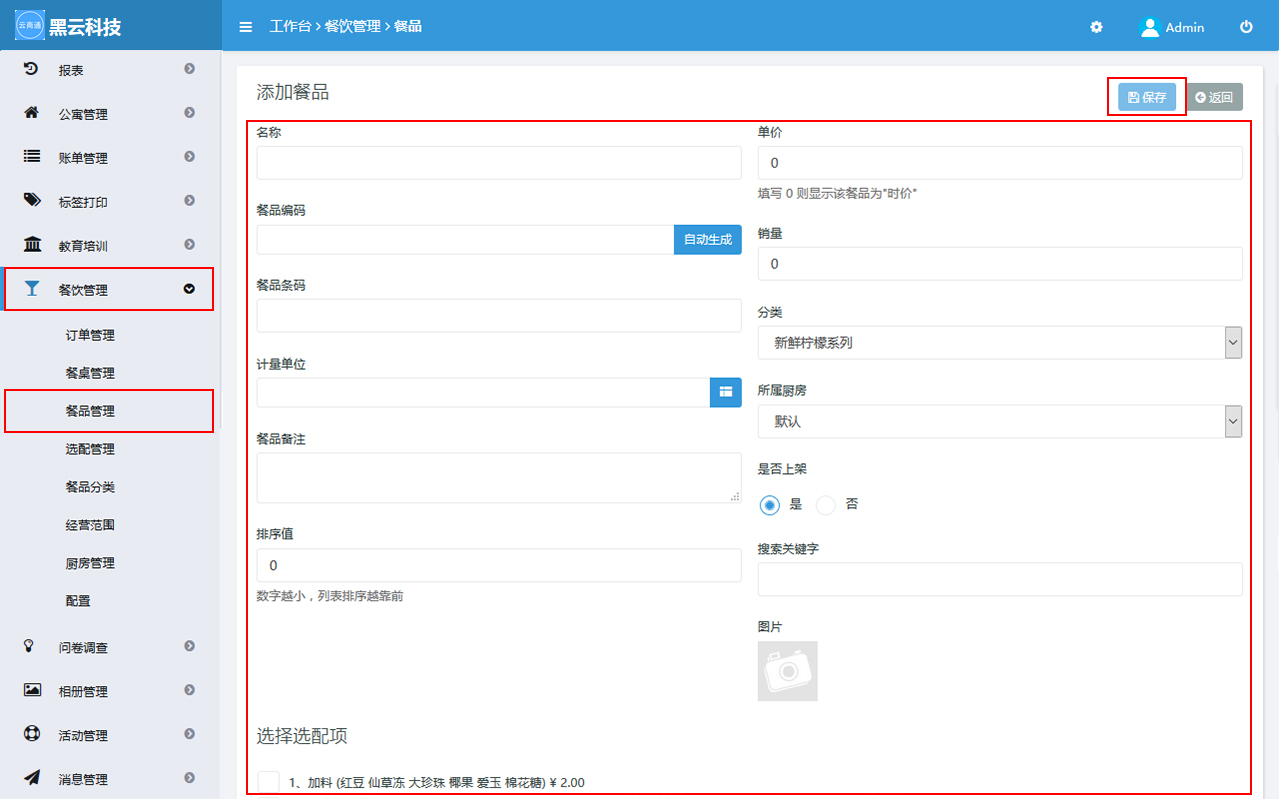 云商通 黑云科技
工作台 > 餐饮管理 > 餐品
Admin
报表
公寓管理
账单管理
标签打印
教育培训
餐饮管理
订单管理
餐桌管理
餐品管理
选配管理
餐品分类
经营范围
厨房管理
配置
问卷调查
相册管理
活动管理
消息管理
添加餐品
保存
返回
名称
餐品编码
自动生成
餐品条码
计量单位
餐品备注
排序值
0
数字越小，列表排序越靠前
单价
0
填写 0 则显示该餐品为"时价"
销量
0
分类
新鲜柠檬系列
所属厨房
默认
是否上架
是 否
搜索关键字
图片
选择选配项
1、加料 (红豆 仙草冻 大珍珠 椰果 爱玉 棉花糖) ¥ 2.00